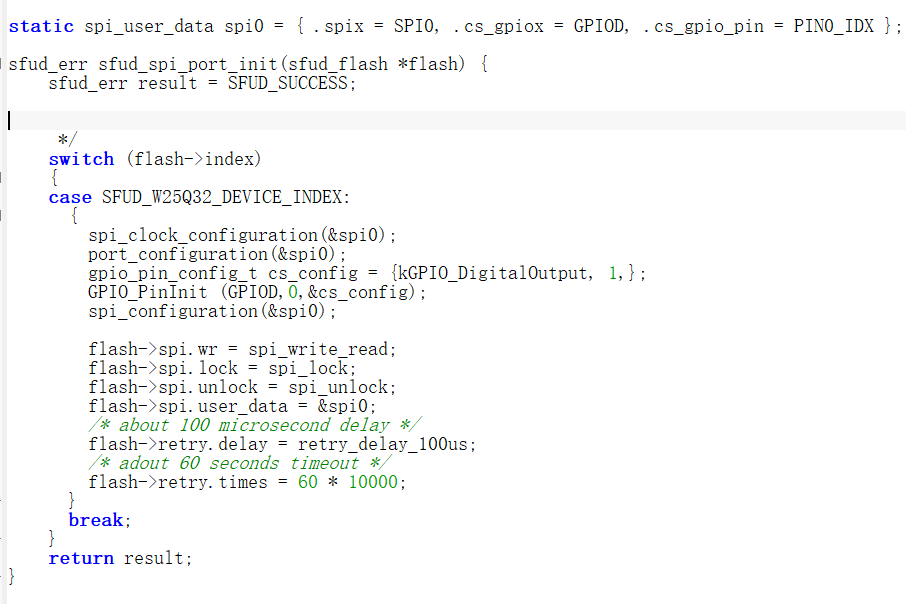 static spi_user_data spi0 = { .spix = SPI0, .cs_gpiox = GPIOD, .cs_gpio_pin = PIN0_IDX };
sfud_err sfud_spi_port_init(sfud_flash *flash) {
    sfud_err result = SFUD_SUCCESS;
     */
    switch (flash->index)
    {
    case SFUD_W25Q32_DEVICE_INDEX:
      {
        spi_clock_configuration(&spi0);
        port_configuration(&spi0);
        gpio_pin_config_t cs_config = {kGPIO_DigitalOutput, 1,};
        GPIO_PinInit (GPIOD,0,&cs_config);
        spi_configuration(&spi0);
        flash->spi.wr = spi_write_read;
        flash->spi.lock = spi_lock;
        flash->spi.unlock = spi_unlock;
        flash->spi.user_data = &spi0;
        /* about 100 microsecond delay */
        flash->retry.delay = retry_delay_100us;
        /* adout 60 seconds timeout */
        flash->retry.times = 60 * 10000;
      }
      break;
    }
    return result;
}